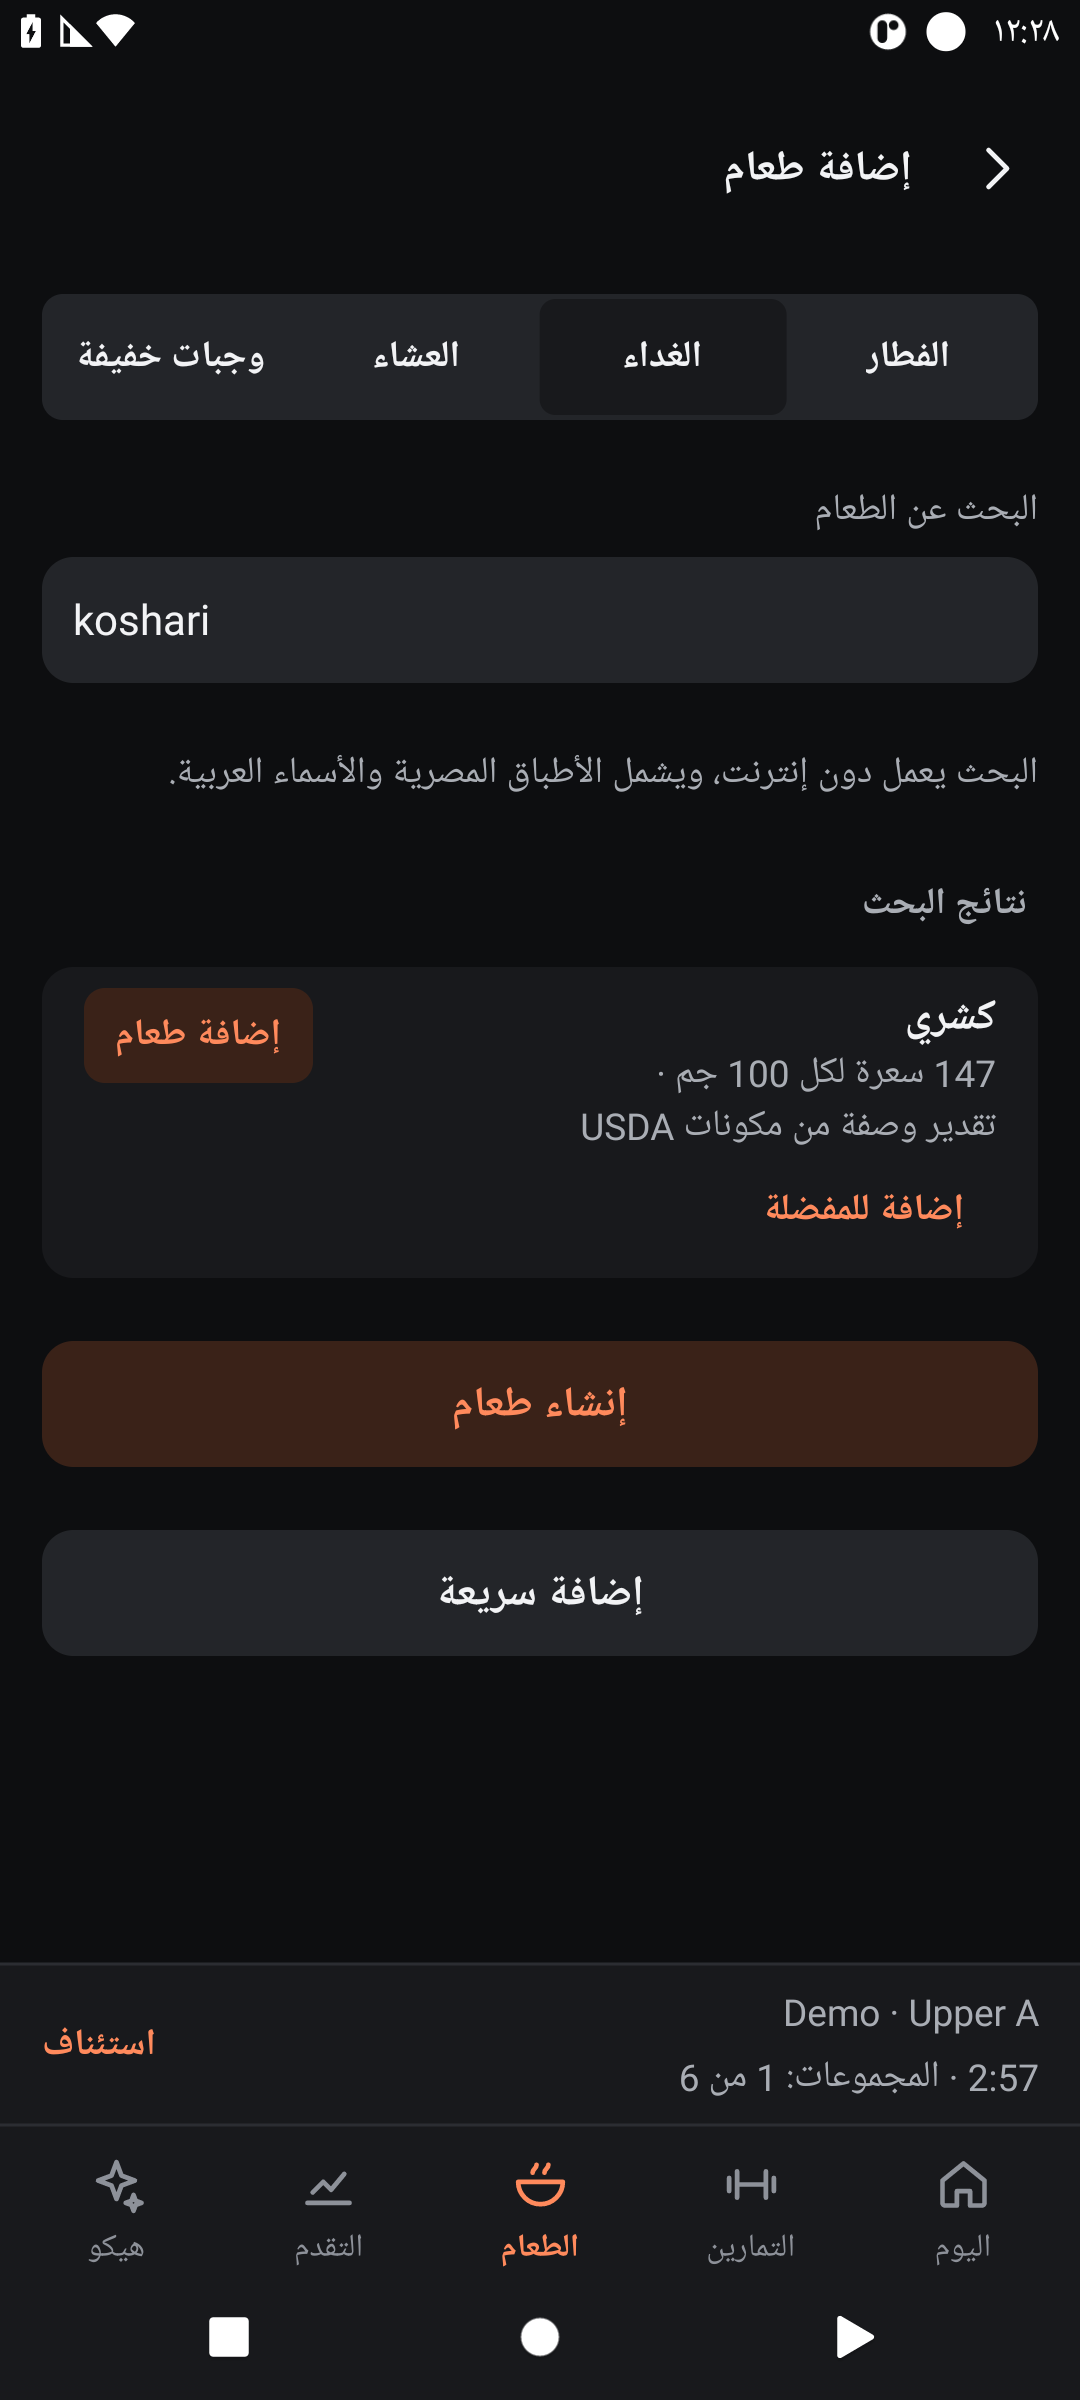 ١٢:٢٨
إضافة طعام
الفطار
الغداء
العشاء
وجبات خفيفة
البحث عن الطعام
koshari
البحث يعمل دون إنترنت، ويشمل الأطباق المصرية والأسماء العربية.
نتائج البحث
كشري
147 سعرة لكل 100 جم ·
تقدير وصفة من مكونات USDA
إضافة طعام
إضافة للمفضلة
إنشاء طعام
إضافة سريعة
Demo · Upper A
2:57 · المجموعات: 1 من 6
استئناف
اليوم
التمارين
الطعام
التقدم
هيكو